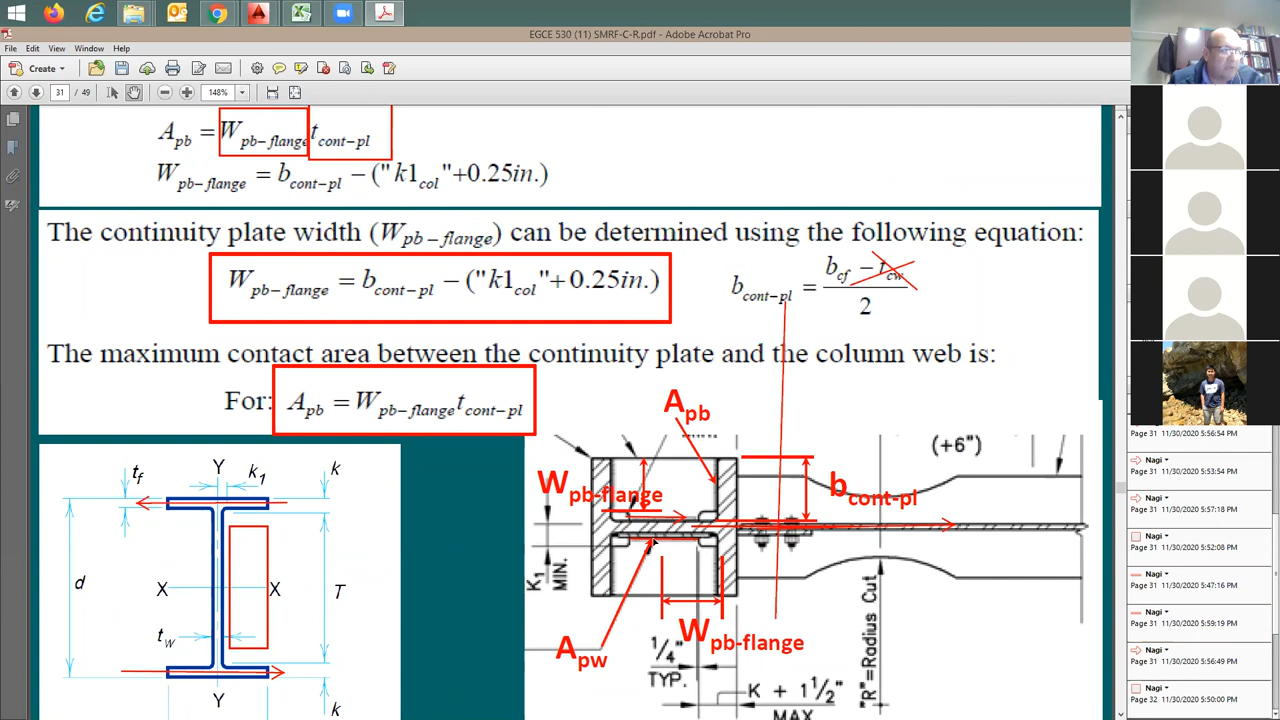 EGCE 530 (11) SMRF-C-R.pdf - Adobe Acrobat Pro
File Edit View Window Help
Create
31 / 49 148%
A_pb = W_pb-flange t_cont-pl
W_pb-flange = b_cont-pl − ("k1_col"+0.25in.)
The continuity plate width (W_pb-flange) can be determined using the following equation:
W_pb-flange = b_cont-pl − ("k1_col"+0.25in.)
b_cont-pl = (b_cf − t_cw) / 2
The maximum contact area between the continuity plate and the column web is:
For: A_pb = W_pb-flange t_cont-pl
A_pb
(+6")
W_pb-flange
b_cont-pl
K1
MIN.
W_pb-flange
A_pw
1/4"
TYP.
K + 1 1/2"
MAX
"R"=Radius Cut
t_f
Y
k_1
k
d
X
X
T
t_w
Y
k
Page 31 11/30/2020 5:56:54 PM
Nagi
Page 31 11/30/2020 5:53:54 PM
Nagi
Page 31 11/30/2020 5:57:18 PM
Nagi
Page 31 11/30/2020 5:52:08 PM
Nagi
Page 31 11/30/2020 5:47:16 PM
Nagi
Page 31 11/30/2020 5:59:19 PM
Nagi
Page 31 11/30/2020 5:56:49 PM
Nagi
Page 32 11/30/2020 5:50:00 PM